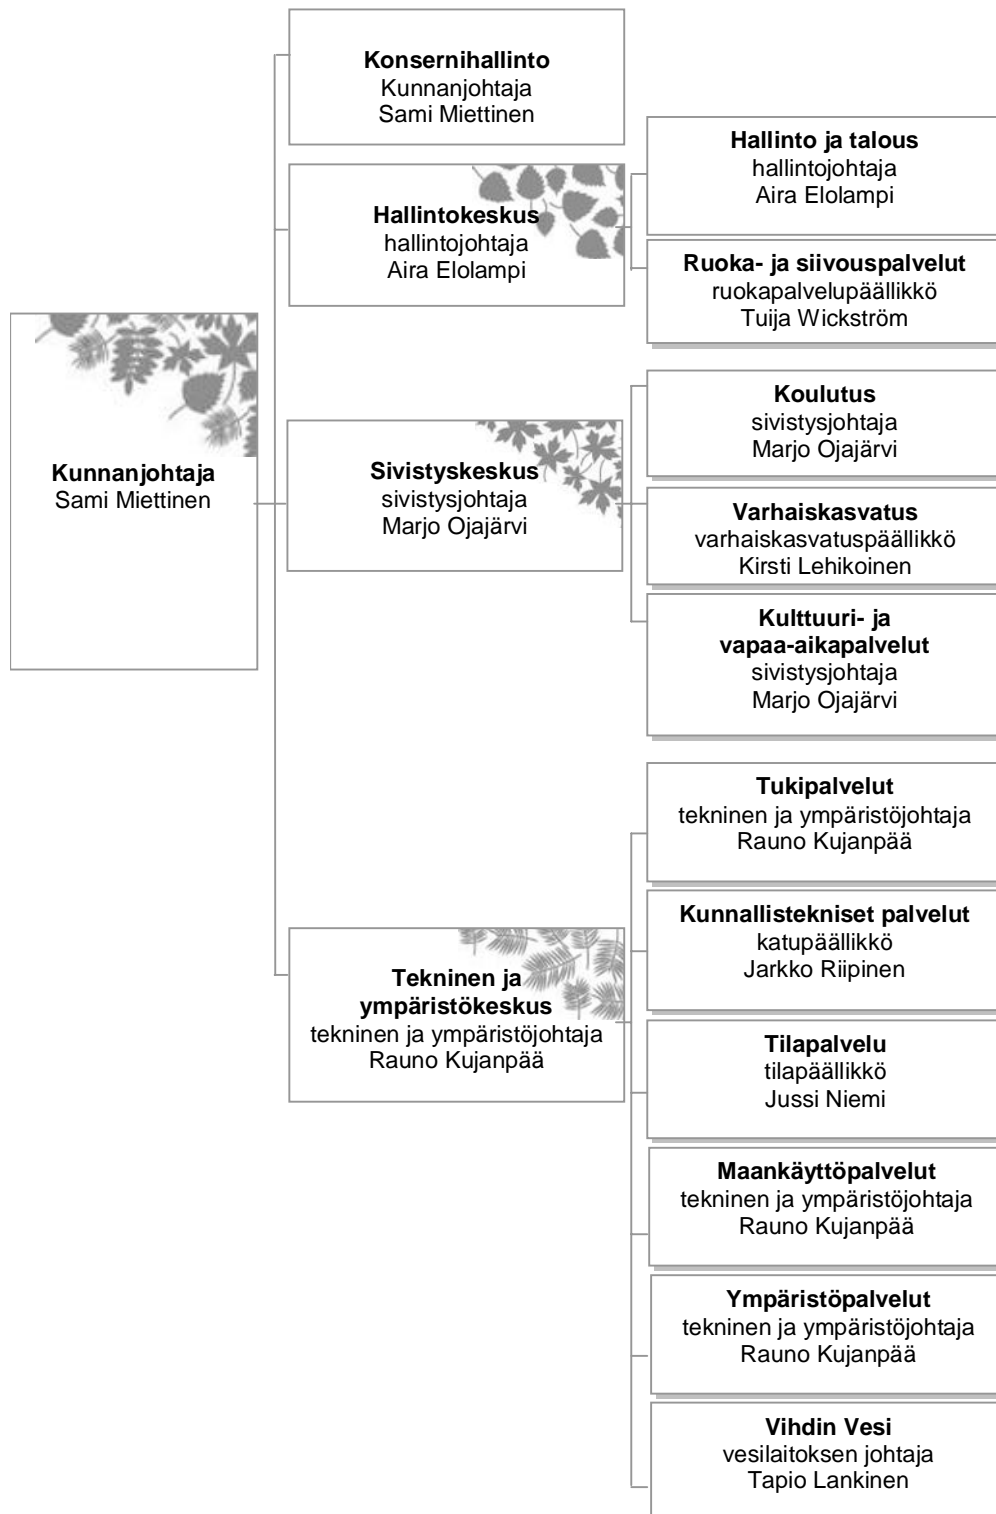 Kunnanjohtaja
Sami Miettinen
Konsernihallinto
Kunnanjohtaja
Sami Miettinen
Hallintokeskus
hallintojohtaja
Aira Elolampi
Hallinto ja talous
hallintojohtaja
Aira Elolampi
Ruoka- ja siivouspalvelut
ruokapalvelupäällikkö
Tuija Wickström
Sivistyskeskus
sivistysjohtaja
Marjo Ojajärvi
Koulutus
sivistysjohtaja
Marjo Ojajärvi
Varhaiskasvatus
varhaiskasvatuspäällikkö
Kirsti Lehikoinen
Kulttuuri- ja
vapaa-aikapalvelut
sivistysjohtaja
Marjo Ojajärvi
Tekninen ja
ympäristökeskus
tekninen ja ympäristöjohtaja
Rauno Kujanpää
Tukipalvelut
tekninen ja ympäristöjohtaja
Rauno Kujanpää
Kunnallistekniset palvelut
katupäällikkö
Jarkko Riipinen
Tilapalvelu
tilapäällikkö
Jussi Niemi
Maankäyttöpalvelut
tekninen ja ympäristöjohtaja
Rauno Kujanpää
Ympäristöpalvelut
tekninen ja ympäristöjohtaja
Rauno Kujanpää
Vihdin Vesi
vesilaitoksen johtaja
Tapio Lankinen